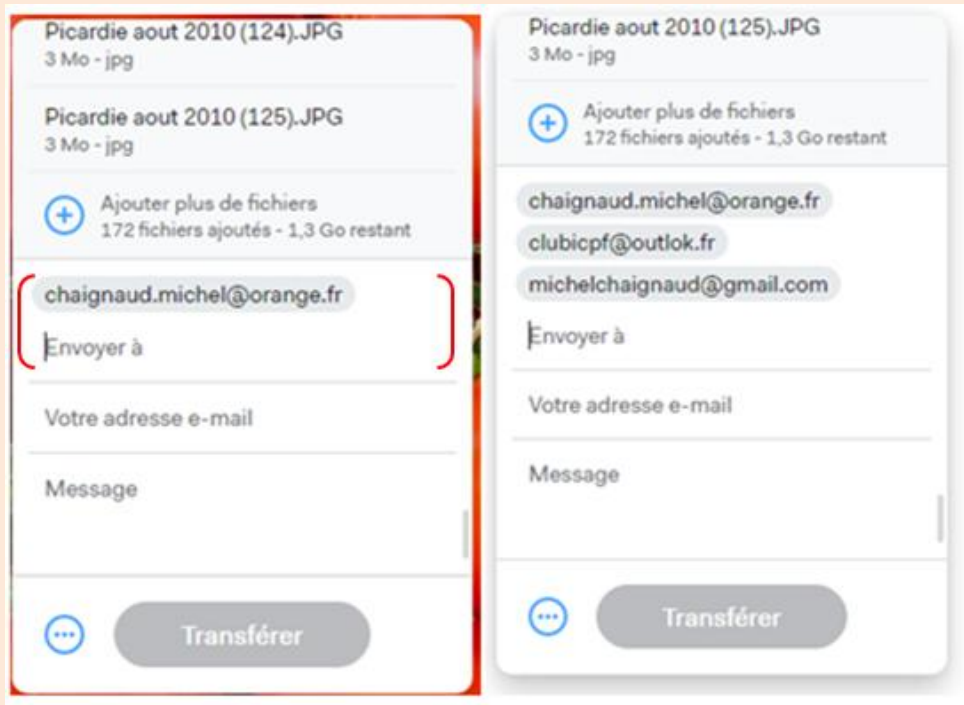 Picardie aout 2010 (124).JPG
3 Mo - jpg
Picardie aout 2010 (125).JPG
3 Mo - jpg
Ajouter plus de fichiers
172 fichiers ajoutés - 1,3 Go restant
chaignaud.michel@orange.fr
Envoyer à
Votre adresse e-mail
Message
Transférer
Picardie aout 2010 (125).JPG
3 Mo - jpg
Ajouter plus de fichiers
172 fichiers ajoutés - 1,3 Go restant
chaignaud.michel@orange.fr
clubicpf@outlok.fr
michelchaignaud@gmail.com
Envoyer à
Votre adresse e-mail
Message
Transférer